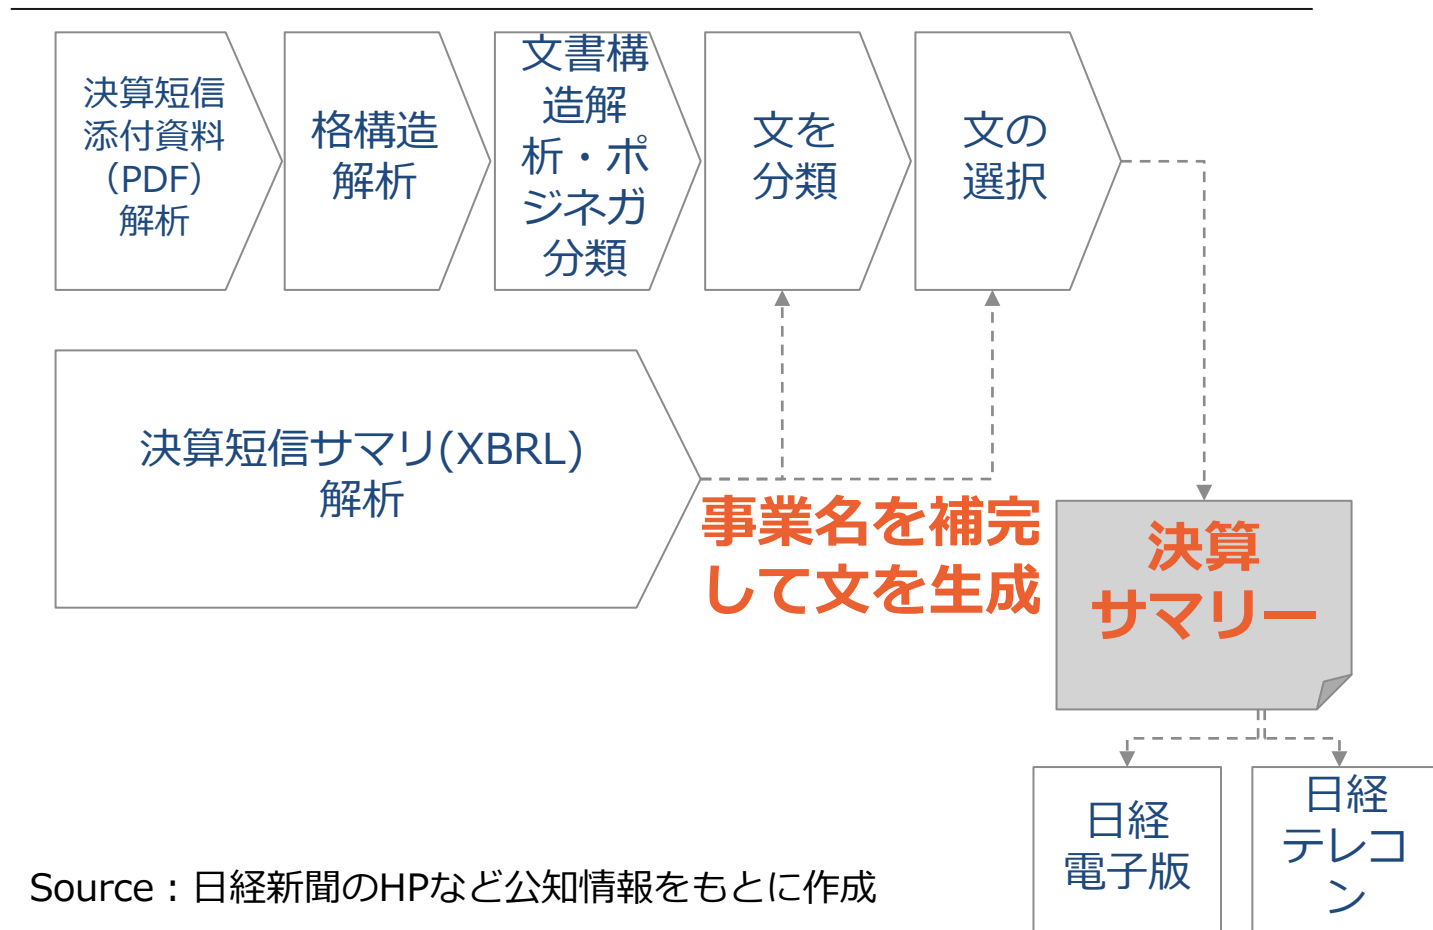 決算短信
添付資料
（PDF）
解析
格構造
解析
文書構
造解
析・ポ
ジネガ
分類
文を
分類
文の
選択
決算短信サマリ(XBRL)
解析
事業名を補完
して文を生成
決算
サマリー
日経
電子版
日経
テレコ
ン
Source：日経新聞のHPなど公知情報をもとに作成